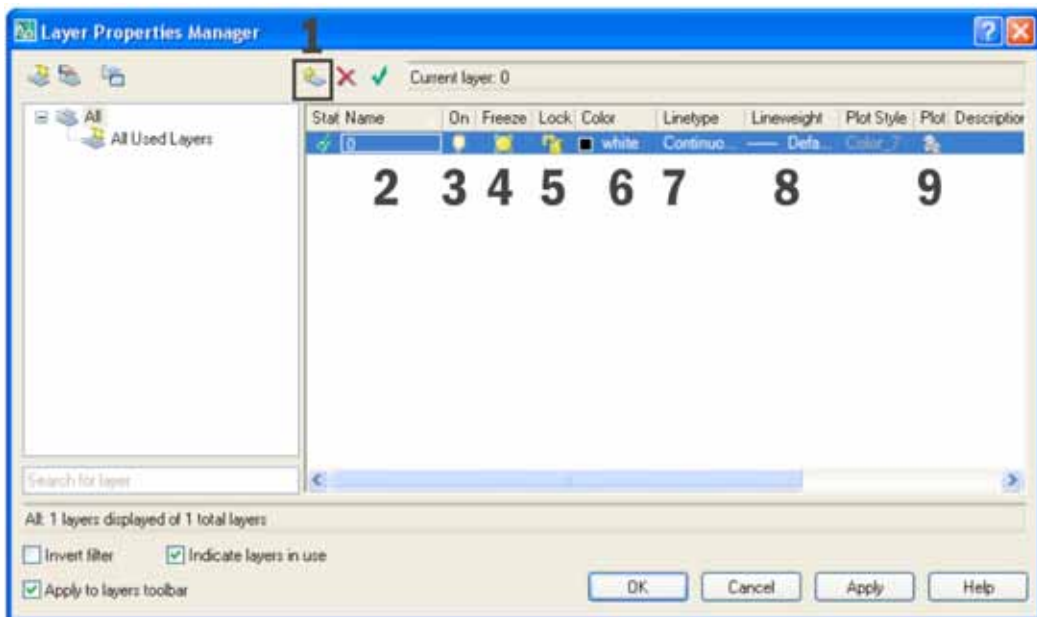 Layer Properties Manager
1
Current layer: 0
All
All Used Layers
Stat Name On Freeze Lock Color Linetype Lineweight Plot Style Plot Description
0 white Continuo... Defa... Color_7
2 3 4 5 6 7 8 9
Search for layer
All: 1 layers displayed of 1 total layers
Invert filter Indicate layers in use
Apply to layers toolbar
OK Cancel Apply Help